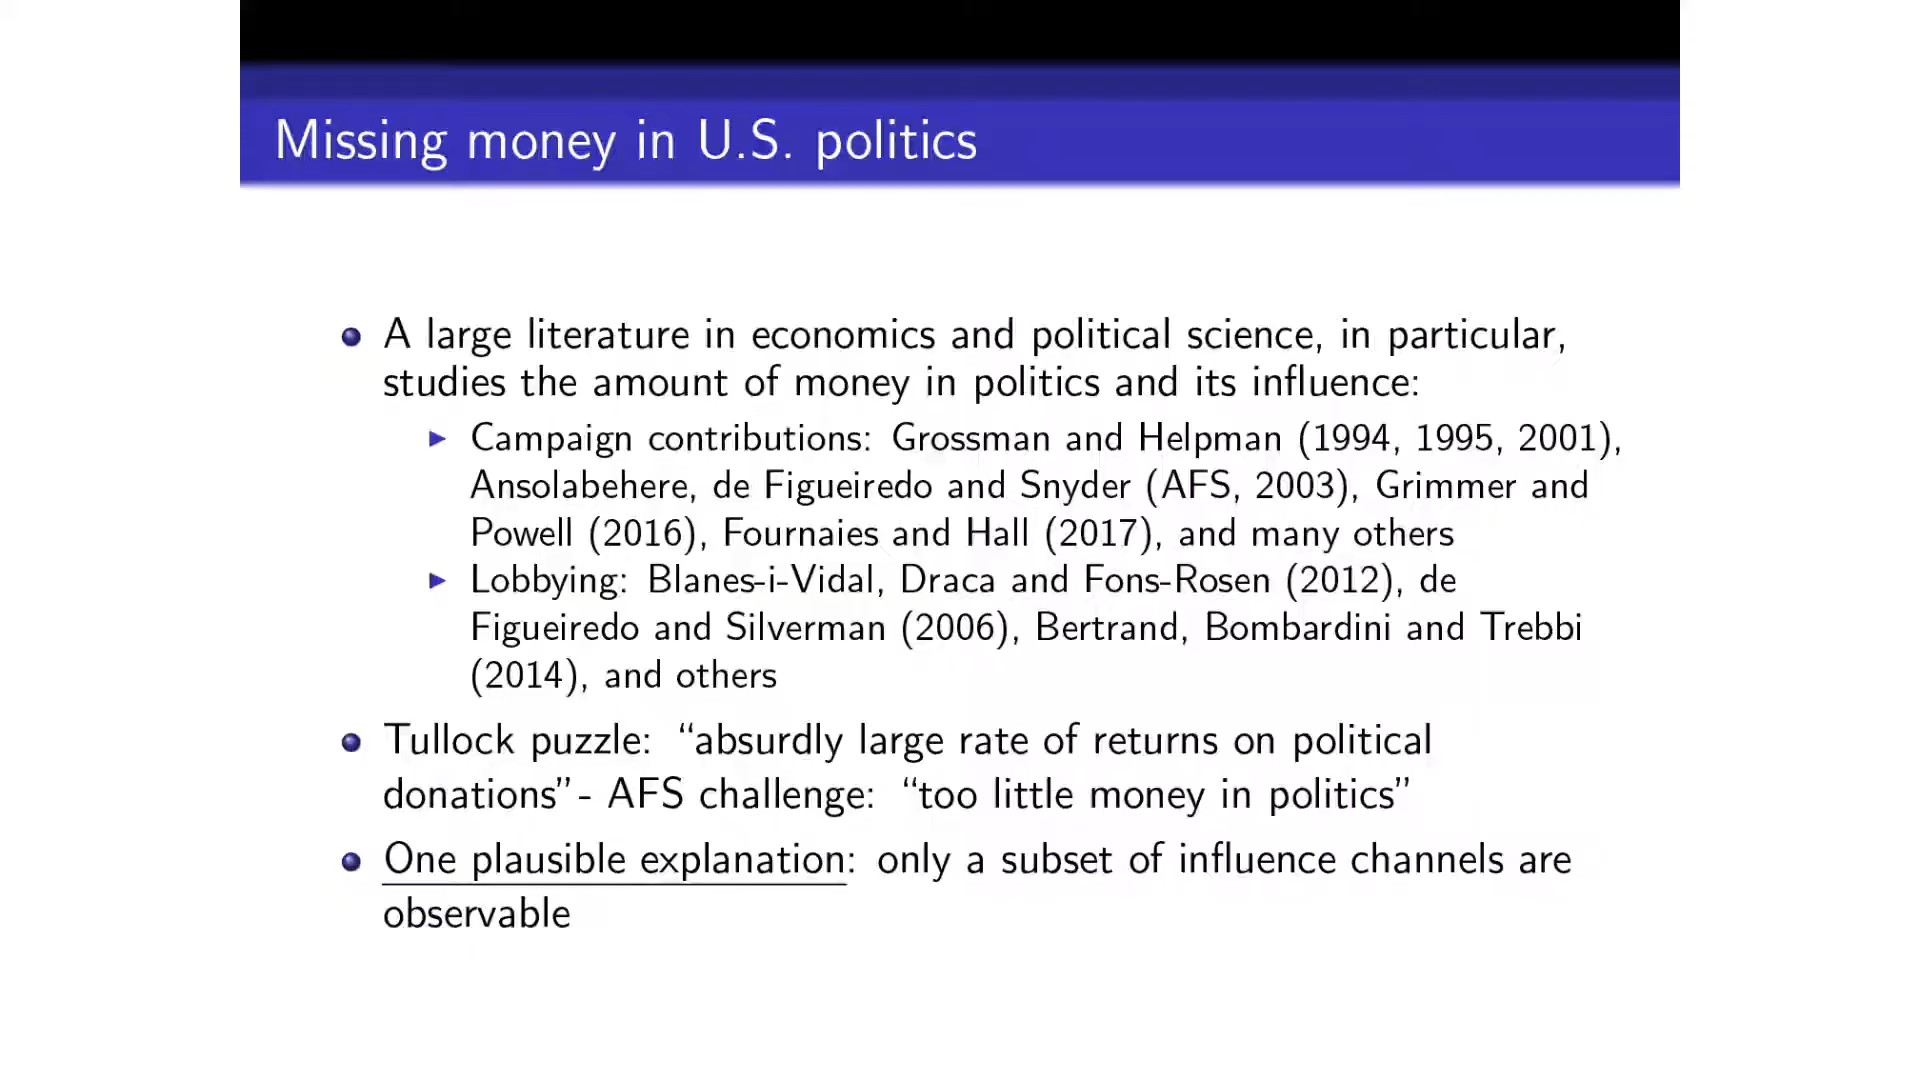 Missing money in U.S. politics
A large literature in economics and political science, in particular,
studies the amount of money in politics and its influence:
Campaign contributions: Grossman and Helpman (1994, 1995, 2001),
Ansolabehere, de Figueiredo and Snyder (AFS, 2003), Grimmer and
Powell (2016), Fournaies and Hall (2017), and many others
Lobbying: Blanes-i-Vidal, Draca and Fons-Rosen (2012), de
Figueiredo and Silverman (2006), Bertrand, Bombardini and Trebbi
(2014), and others
Tullock puzzle: “absurdly large rate of returns on political
donations”- AFS challenge: “too little money in politics”
One plausible explanation: only a subset of influence channels are
observable